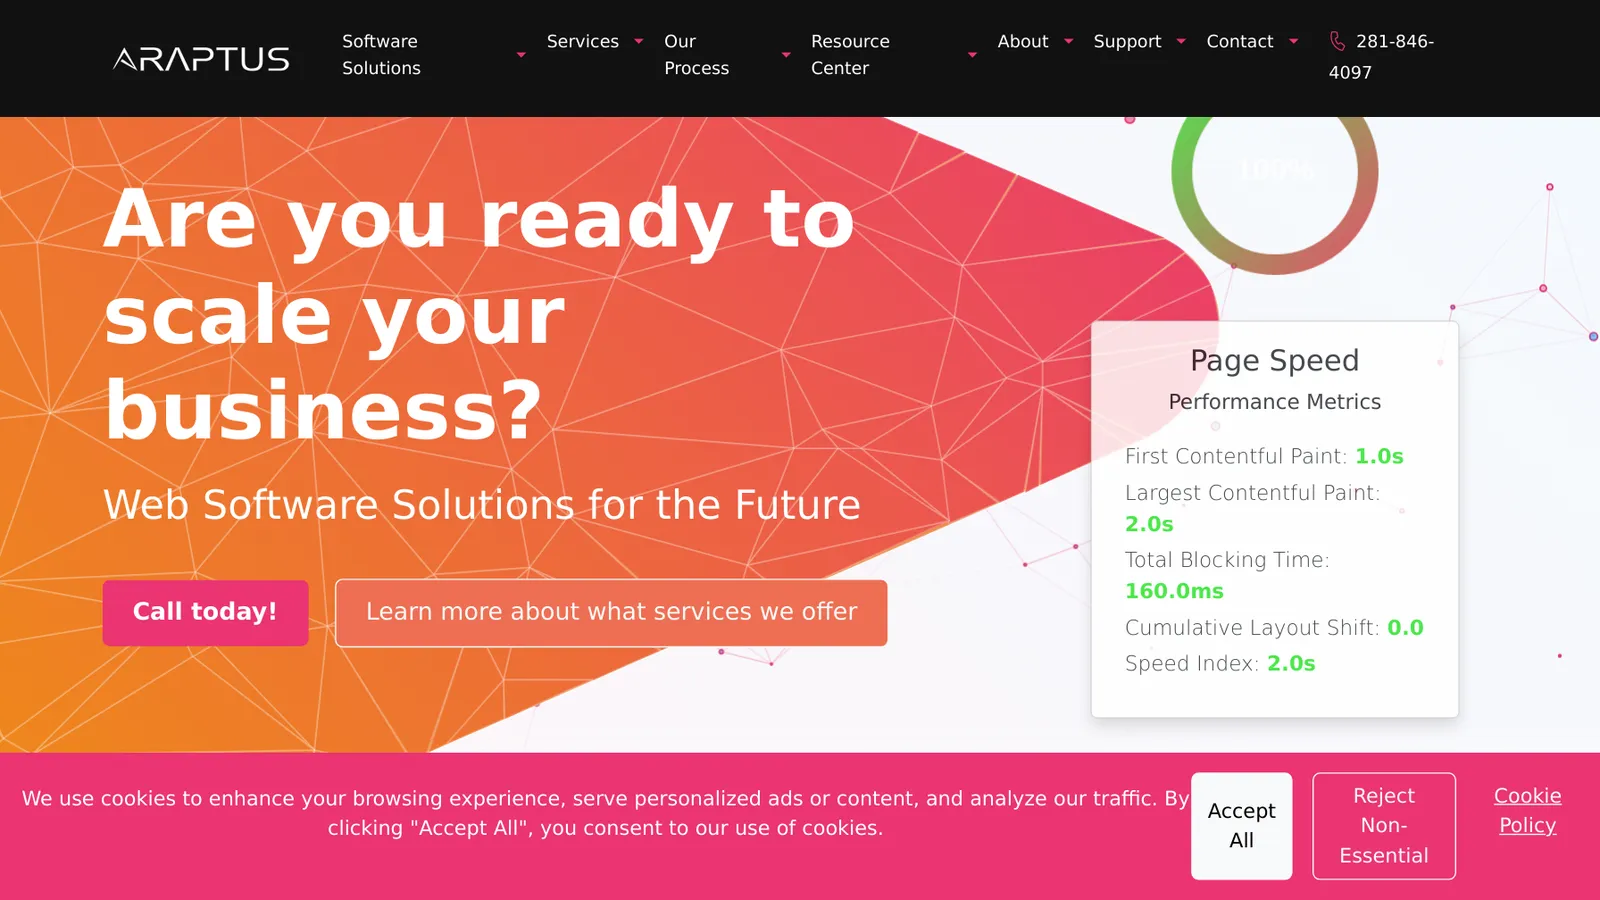 ARAPTUS
Software
Solutions
Services
Our
Process
Resource
Center
About
Support
Contact
281-846-
4097
100%
Are you ready to
scale your
business?
Web Software Solutions for the Future
Call today!
Learn more about what services we offer
Page Speed
Performance Metrics
First Contentful Paint: 1.0s
Largest Contentful Paint:
2.0s
Total Blocking Time:
160.0ms
Cumulative Layout Shift: 0.0
Speed Index: 2.0s
We use cookies to enhance your browsing experience, serve personalized ads or content, and analyze our traffic. By
clicking "Accept All", you consent to our use of cookies.
Accept
All
Reject
Non-
Essential
Cookie
Policy